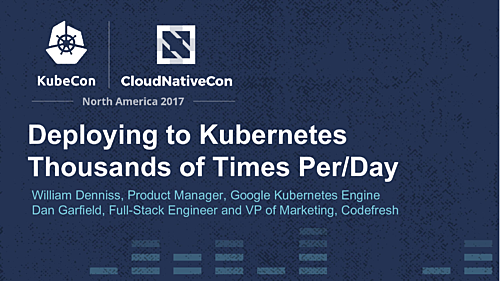 KubeCon
CloudNativeCon
North America 2017
Deploying to Kubernetes
Thousands of Times Per/Day
William Denniss, Product Manager, Google Kubernetes Engine
Dan Garfield, Full-Stack Engineer and VP of Marketing, Codefresh